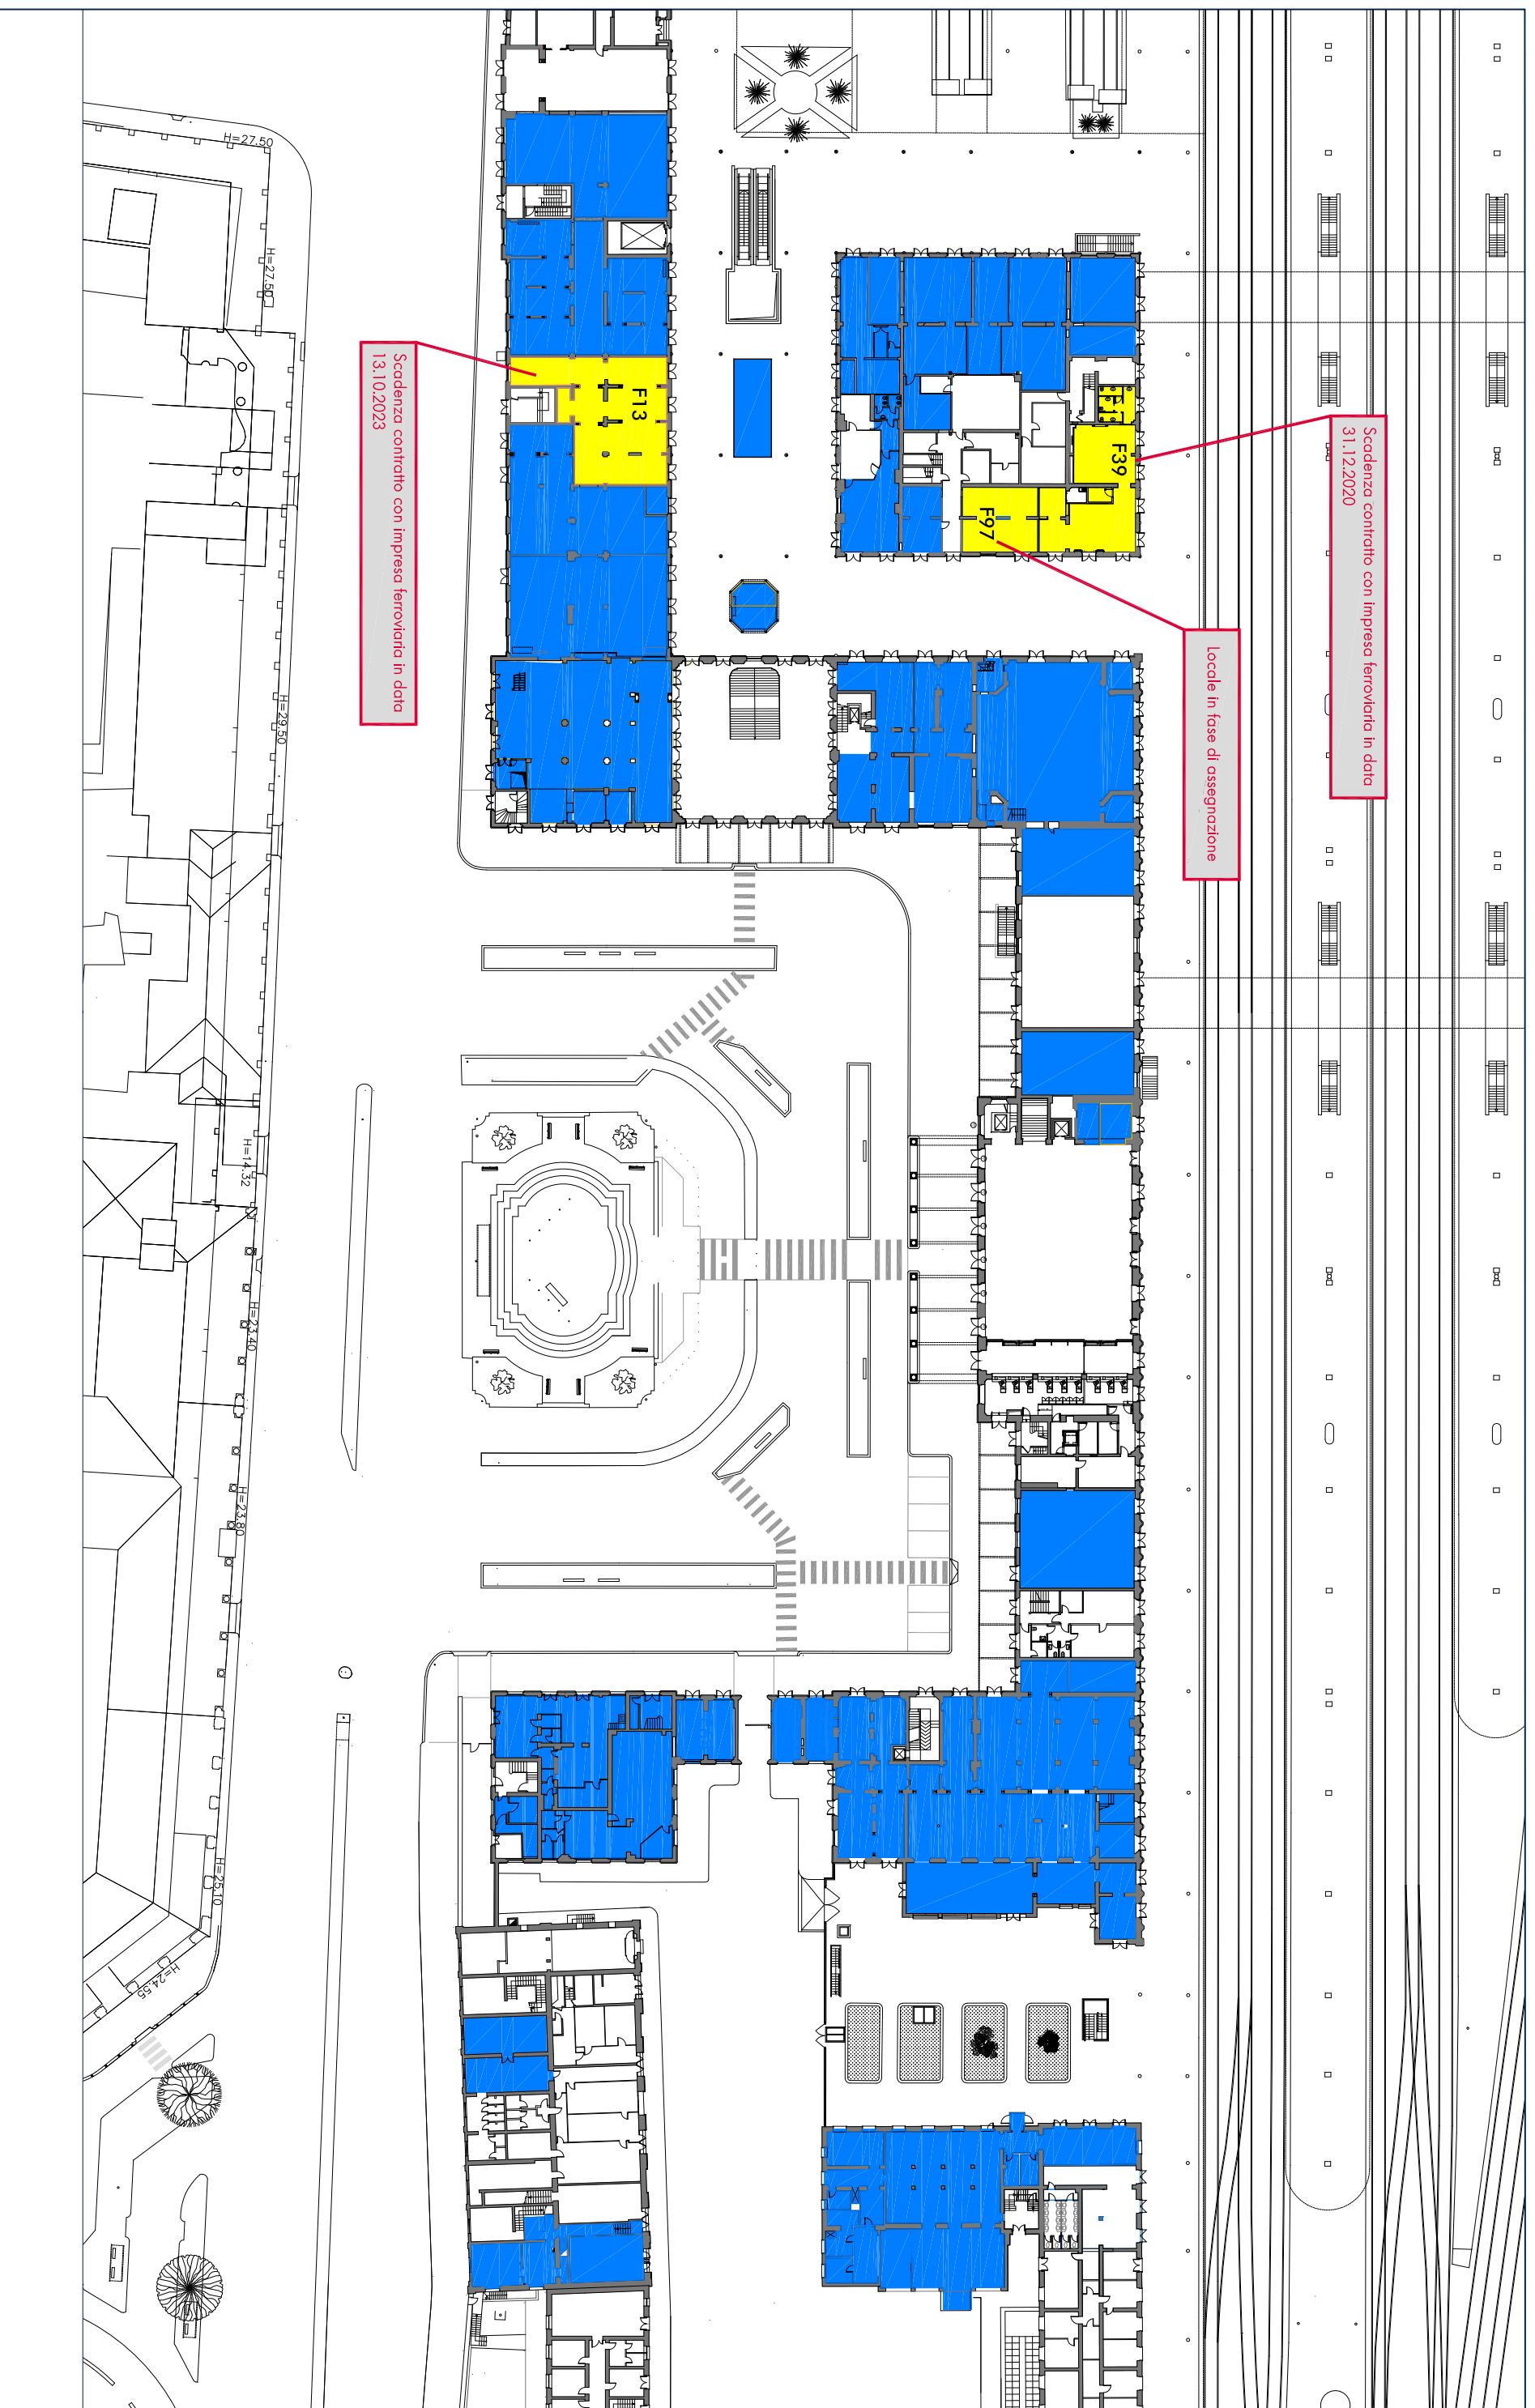 H=27.50
H=27.50
F13
F39
F97
Scadenza contratto con impresa ferroviaria in data
13.10.2023
Scadenza contratto con impresa ferroviaria in data
31.12.2020
Locale in fase di assegnazione
H=29.50
H=14.32
H=23.40
H=23.80
H=25.10
H=24.55